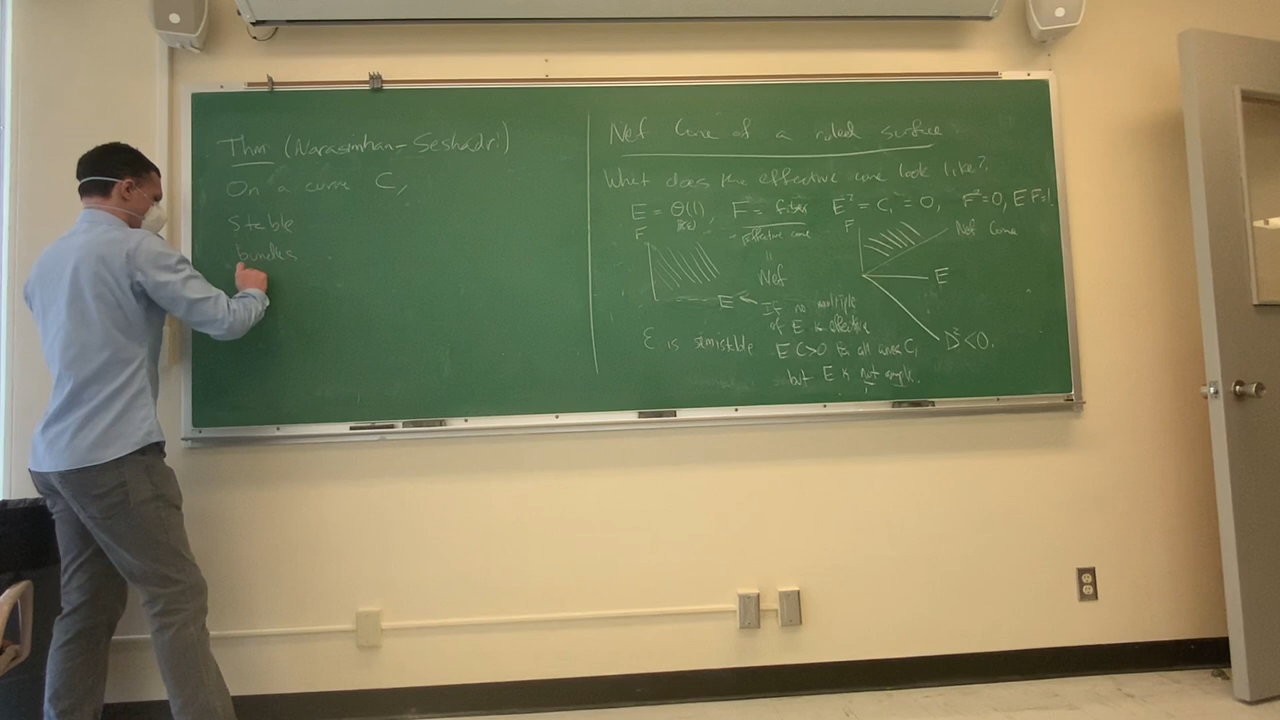 Thm (Narasimhan-Seshadri)
On a curve C,
Stable
bundles
Nef Cone of a ruled surface
What does the effective cone look like?
E = O(1), F = fiber E² = C₁² = 0, F² = 0, E F = 1.
P(E)
F
Effective cone
=
Nef
E
If no multiple
of E is effective
F
Nef Cone
E
D² < 0.
E is semistable
E C > 0 for all curves C,
but E is not ample.